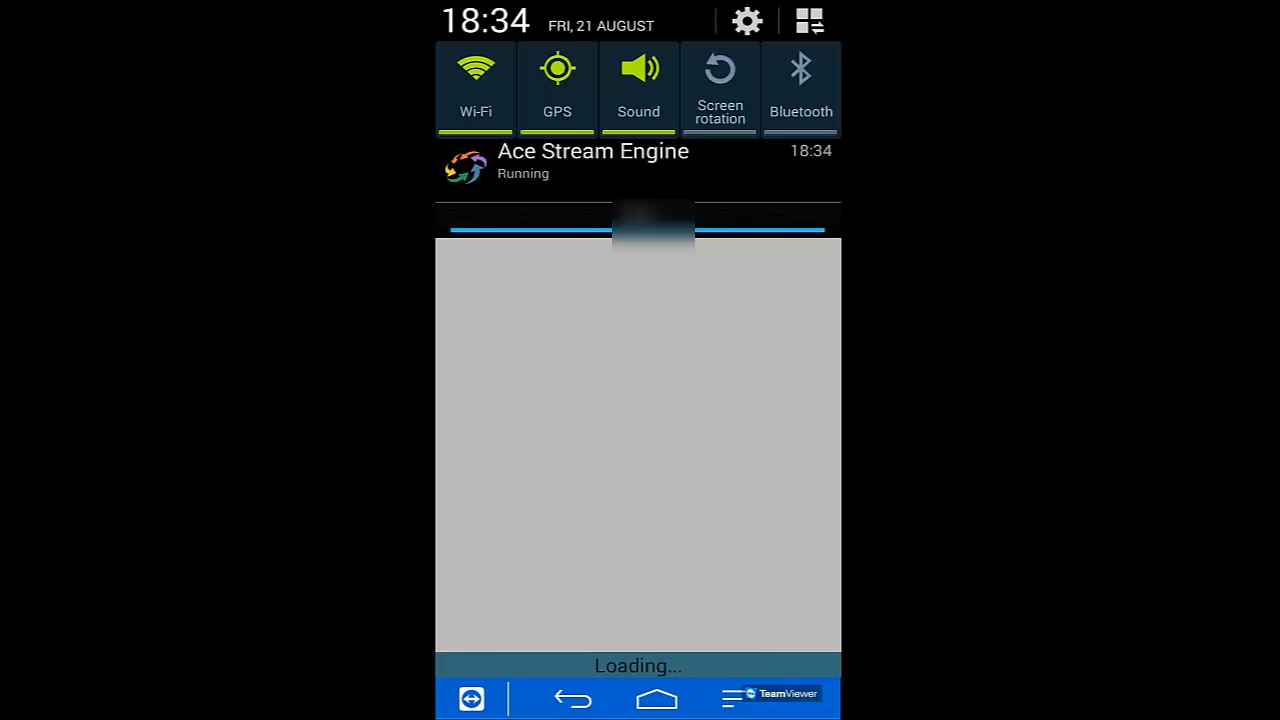 18:34 FRI, 21 AUGUST
Wi-Fi GPS Sound Screen rotation Bluetooth
Ace Stream Engine 18:34
Running
Loading...
TeamViewer